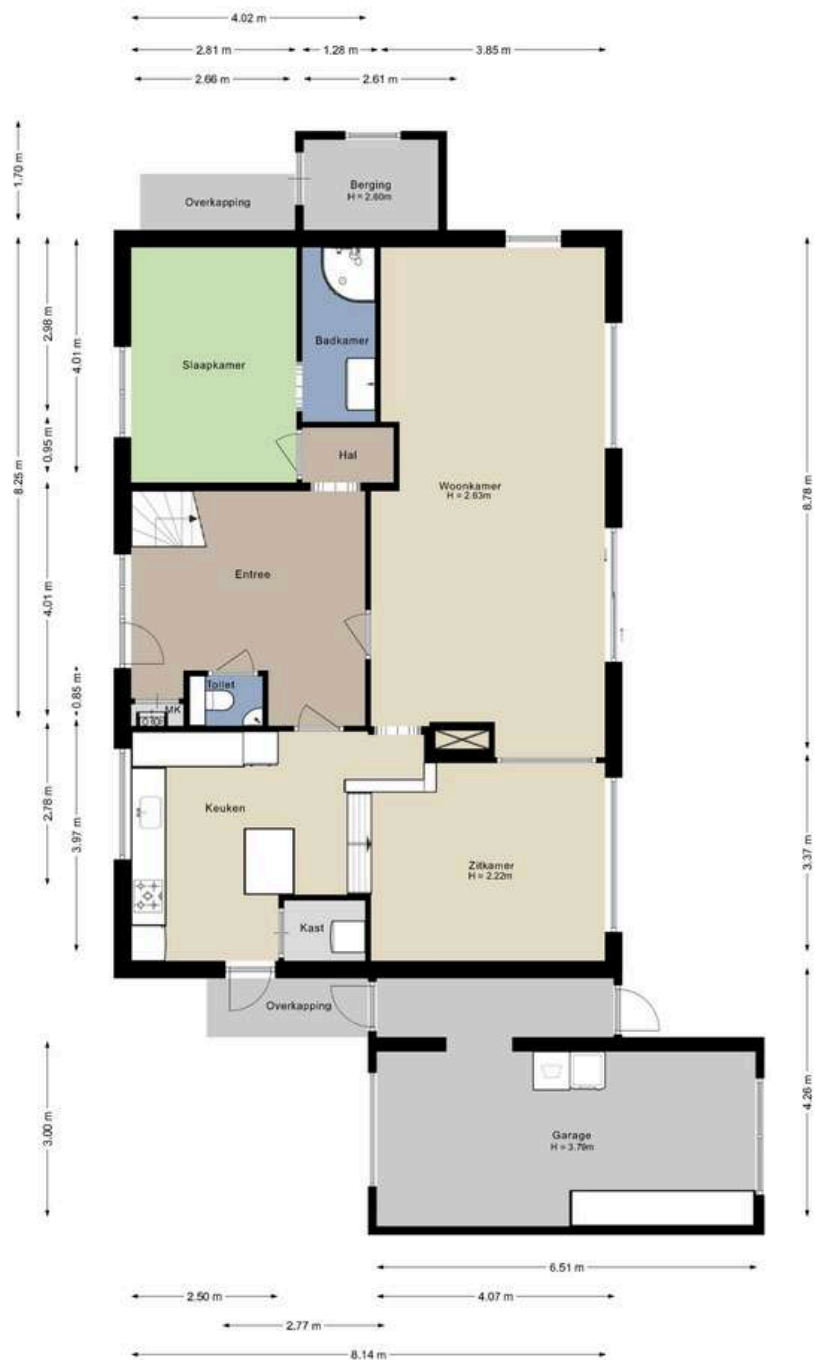 4.02 m
2.81 m
1.28 m
3.85 m
2.66 m
2.61 m
1.70 m
Berging
H = 2.60m
Overkapping
8.25 m
2.98 m
4.01 m
0.95 m
Slaapkamer
Badkamer
Hal
Woonkamer
H = 2.63m
8.78 m
4.01 m
Entree
0.85 m
Toilet
MK
2.78 m
3.97 m
Keuken
Zitkamer
H = 2.22m
3.37 m
Kast
Overkapping
3.00 m
4.26 m
Garage
H = 3.79m
6.51 m
2.50 m
4.07 m
2.77 m
8.14 m